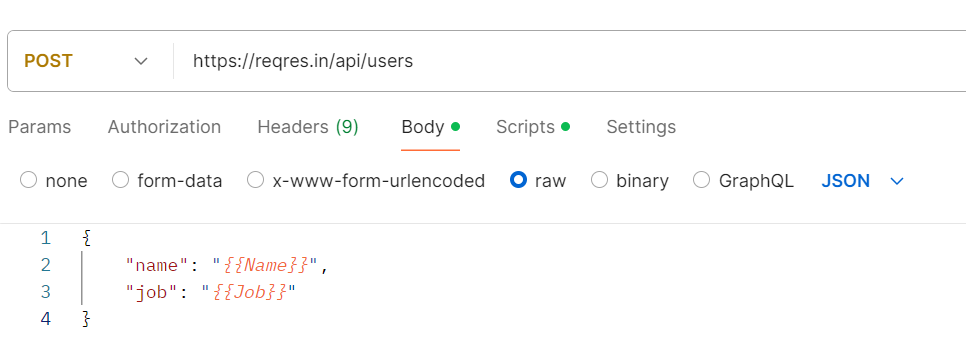 POST https://reqres.in/api/users
Params Authorization Headers (9) Body Scripts Settings
none form-data x-www-form-urlencoded raw binary GraphQL JSON
1 {
2 "name": "{{Name}}",
3 "job": "{{Job}}"
4 }